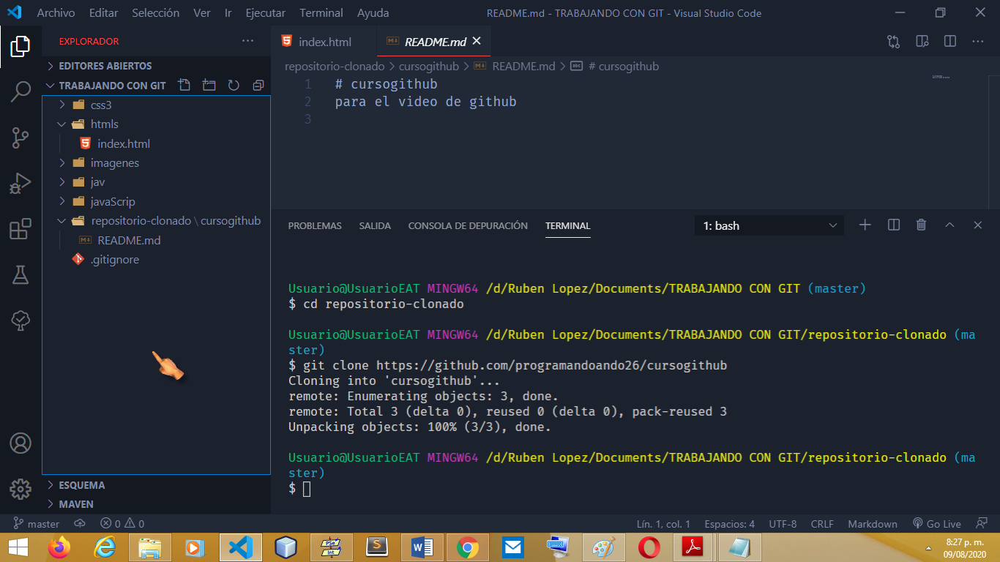 Archivo Editar Selección Ver Ir Ejecutar Terminal Ayuda README.md - TRABAJANDO CON GIT - Visual Studio Code
EXPLORADOR
EDITORES ABIERTOS
TRABAJANDO CON GIT
css3
htmls
index.html
imagenes
jav
javaScrip
repositorio-clonado \ cursogithub
README.md
.gitignore
ESQUEMA
MAVEN
index.html README.md
repositorio-clonado > cursogithub > README.md > # cursogithub
1 # cursogithub
2 para el video de github
3
PROBLEMAS SALIDA CONSOLA DE DEPURACIÓN TERMINAL 1: bash
Usuario@UsuarioEAT MINGW64 /d/Ruben Lopez/Documents/TRABAJANDO CON GIT (master)
$ cd repositorio-clonado
Usuario@UsuarioEAT MINGW64 /d/Ruben Lopez/Documents/TRABAJANDO CON GIT/repositorio-clonado (ma
ster)
$ git clone https://github.com/programandoando26/cursogithub
Cloning into 'cursogithub'...
remote: Enumerating objects: 3, done.
remote: Total 3 (delta 0), reused 0 (delta 0), pack-reused 3
Unpacking objects: 100% (3/3), done.
Usuario@UsuarioEAT MINGW64 /d/Ruben Lopez/Documents/TRABAJANDO CON GIT/repositorio-clonado (ma
ster)
$
master 0 0 Lín. 1, col. 1 Espacios: 4 UTF-8 CRLF Markdown Go Live
PSe
Int
8:27 p. m.
09/08/2020